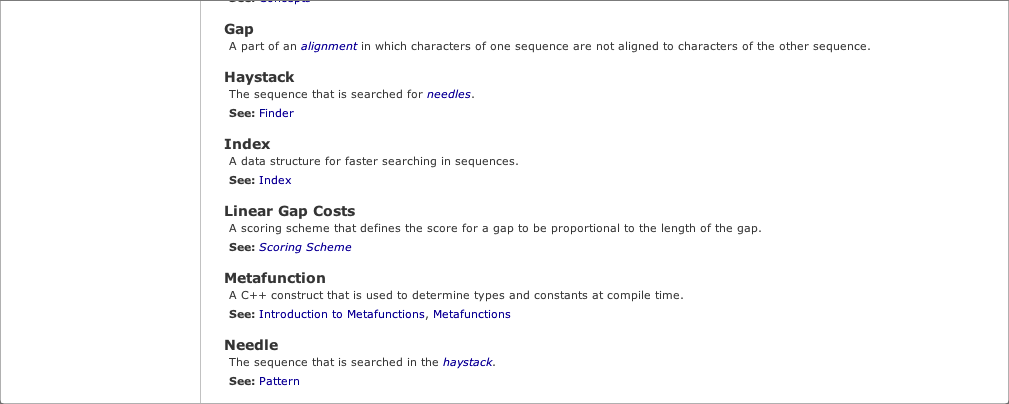 Gap
A part of an alignment in which characters of one sequence are not aligned to characters of the other sequence.
Haystack
The sequence that is searched for needles.
See: Finder
Index
A data structure for faster searching in sequences.
See: Index
Linear Gap Costs
A scoring scheme that defines the score for a gap to be proportional to the length of the gap.
See: Scoring Scheme
Metafunction
A C++ construct that is used to determine types and constants at compile time.
See: Introduction to Metafunctions, Metafunctions
Needle
The sequence that is searched in the haystack.
See: Pattern